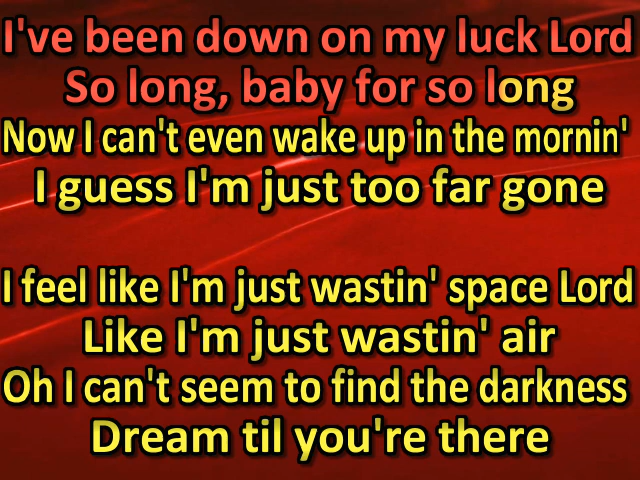 I've been down on my luck Lord
So long, baby for so long
Now I can't even wake up in the mornin'
I guess I'm just too far gone
I feel like I'm just wastin' space Lord
Like I'm just wastin' air
Oh I can't seem to find the darkness
Dream til you're there